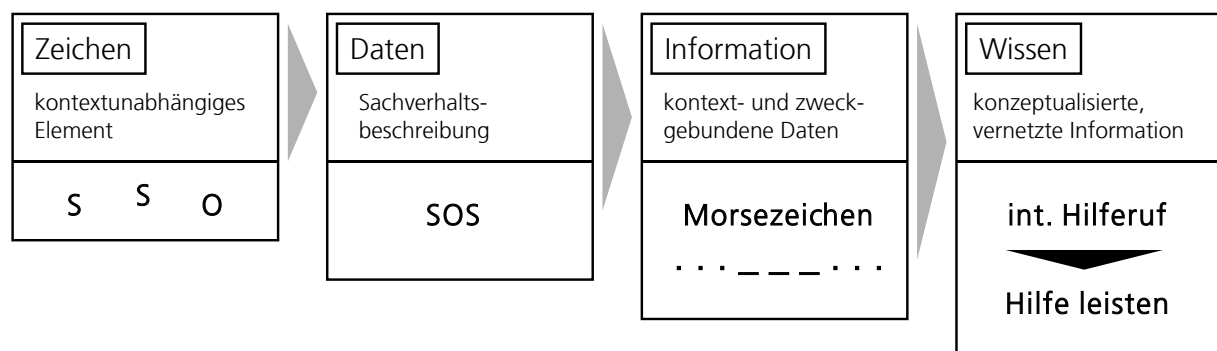 Zeichen
kontextunabhängiges
Element
S S O
Daten
Sachverhalts-
beschreibung
SOS
Information
kontext- und zweck-
gebundene Daten
Morsezeichen
· · · _ _ _ · · ·
Wissen
konzeptualisierte,
vernetzte Information
int. Hilferuf
Hilfe leisten